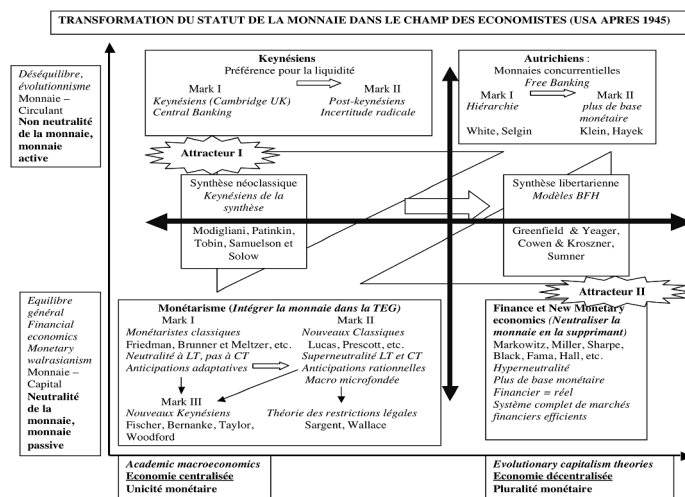 TRANSFORMATION DU STATUT DE LA MONNAIE DANS LE CHAMP DES ECONOMISTES (USA APRES 1945)
Déséquilibre,
évolutionnisme
Monnaie –
Circulant
Non neutralité
de la monnaie,
monnaie
active
Keynésiens
Préférence pour la liquidité
Mark I
Keynésiens (Cambridge UK)
Central Banking
Mark II
Post-keynésiens
Incertitude radicale
Autrichiens :
Monnaies concurrentielles
Free Banking
Mark I
Hiérarchie
White, Selgin
Mark II
plus de base
monétaire
Klein, Hayek
Attracteur I
Synthèse néoclassique
Keynésiens de la
synthèse
Modigliani, Patinkin,
Tobin, Samuelson et
Solow
Synthèse libertarienne
Modèles BFH
Greenfield & Yeager,
Cowen & Kroszner,
Sumner
Attracteur II
Equilibre
général
Financial
economics
Monetary
walrasianism
Monnaie –
Capital
Neutralité
de la
monnaie,
monnaie
passive
Monétarisme (Intégrer la monnaie dans la TEG)
Mark I
Monétaristes classiques
Friedman, Brunner et Meltzer, etc.
Neutralité à LT, pas à CT
Anticipations adaptatives
Mark II
Nouveaux Classiques
Lucas, Prescott, etc.
Superneutralité LT et CT
Anticipations rationnelles
Macro microfondée
Mark III
Nouveaux Keynésiens
Fischer, Bernanke, Taylor,
Woodford
Théorie des restrictions légales
Sargent, Wallace
Finance et New Monetary
economics (Neutraliser la
monnaie en la supprimant)
Markowitz, Miller, Sharpe,
Black, Fama, Hall, etc.
Hyperneutralité
Plus de base monétaire
Financier = réel
Système complet de marchés
financiers efficients
Academic macroeconomics
Economie centralisée
Unicité monétaire
Evolutionary capitalism theories
Economie décentralisée
Pluralité monétaire